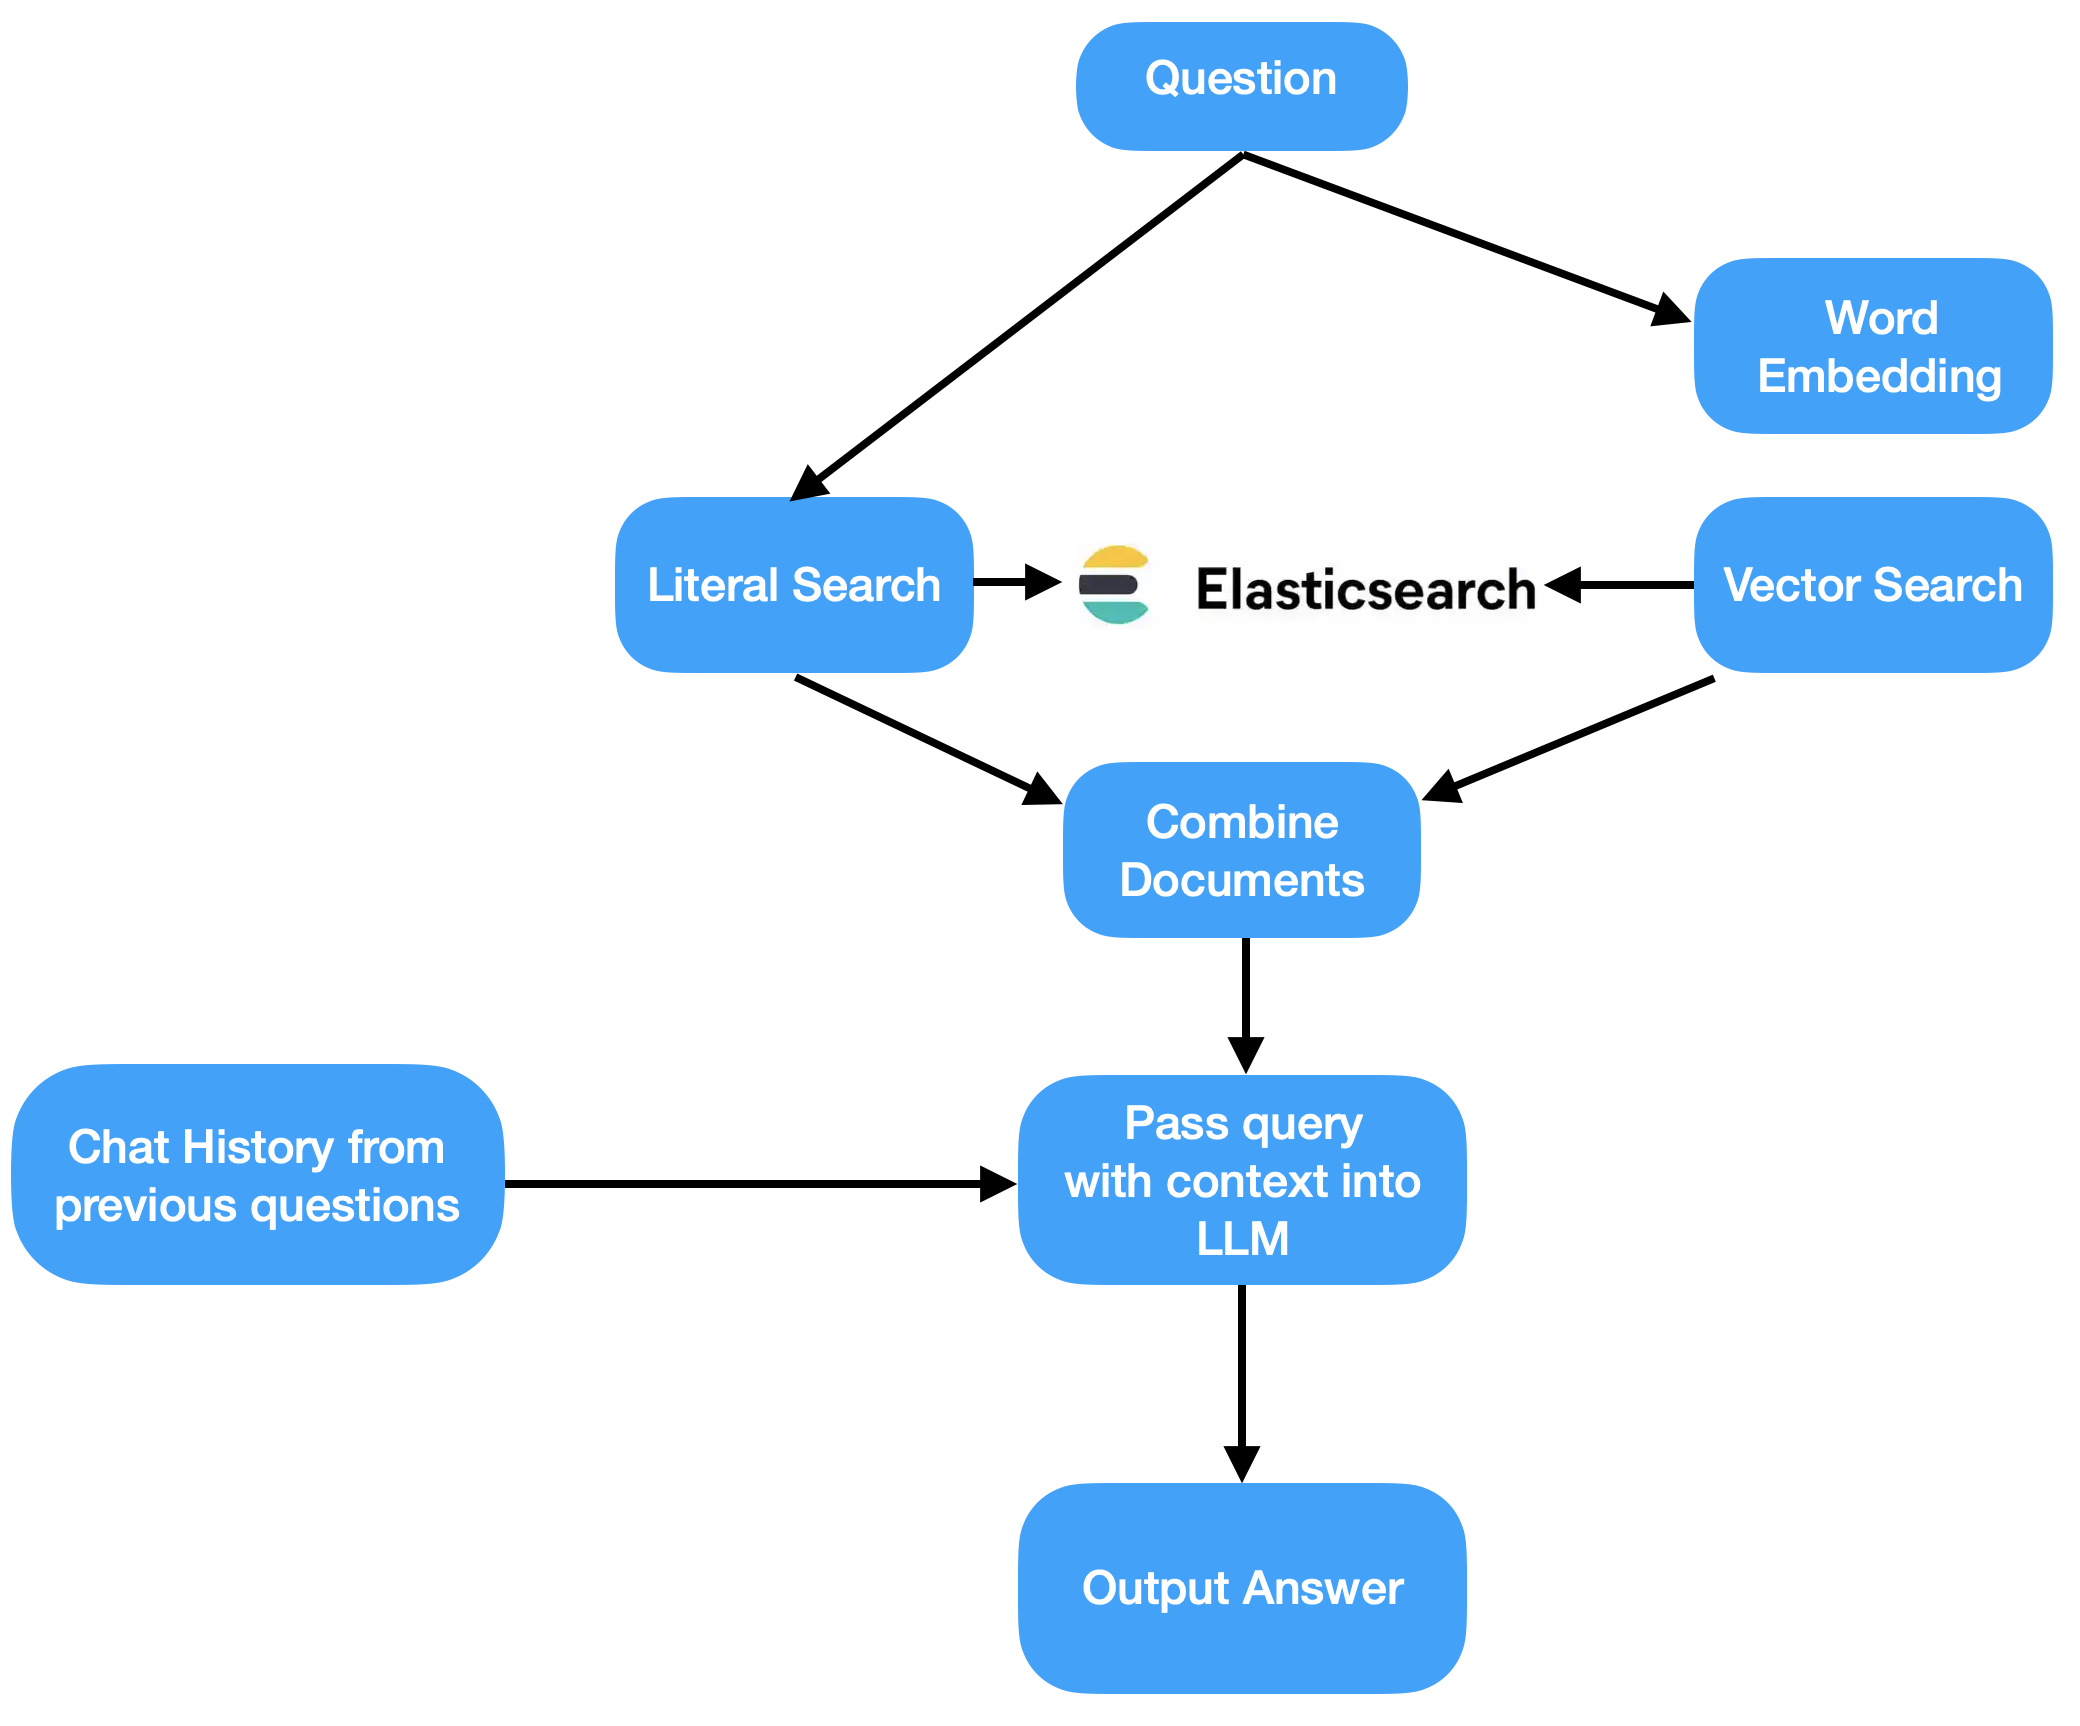 Question
Word
Embedding
Literal Search
Elasticsearch
Vector Search
Combine
Documents
Chat History from
previous questions
Pass query
with context into
LLM
Output Answer